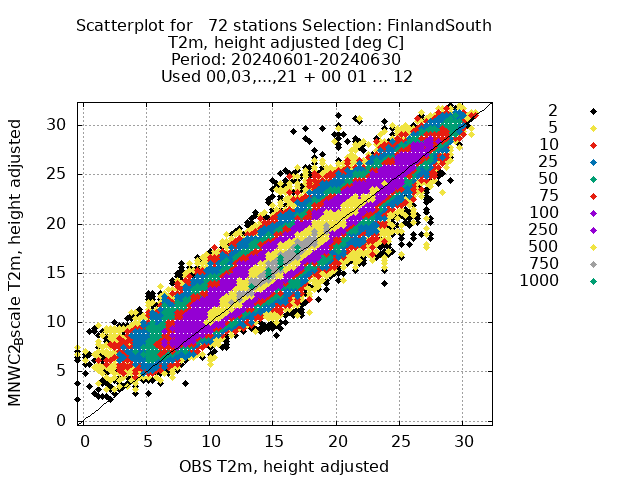 Scatterplot for   72 stations Selection: FinlandSouth
T2m, height adjusted [deg C]
Period: 20240601-20240630
Used 00,03,...,21 + 00 01 ... 12
2
5
10
25
50
75
100
250
500
750
1000
30
25
20
15
10
5
0
0 5 10 15 20 25 30
MNWC2Bscale T2m, height adjusted
OBS T2m, height adjusted